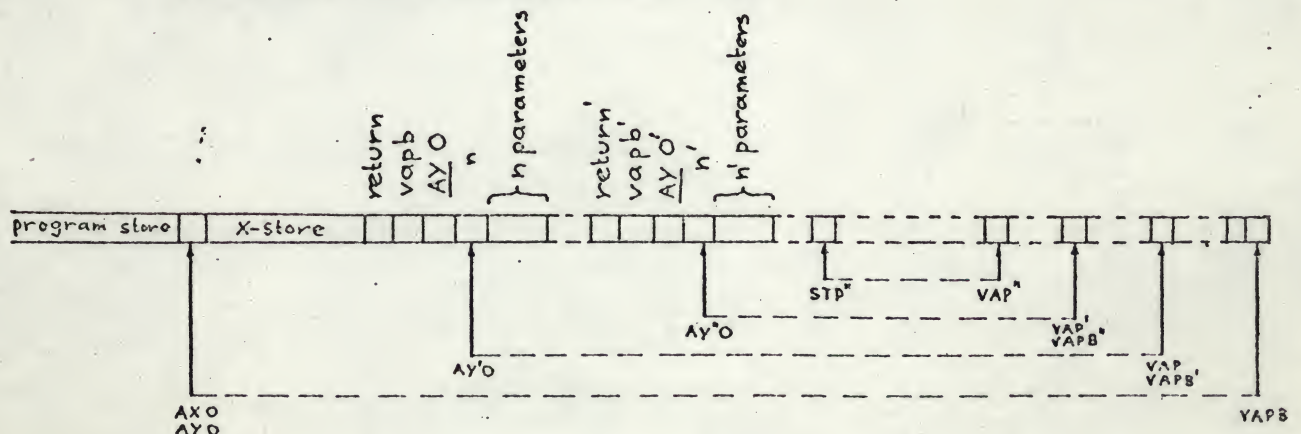 return
vapb
AY O
n
n parameters
return'
vapb'
AY O'
n'
n' parameters
program store
X-store
STP"
VAP"
AY"O
VAP'
VAPB"
AY'O
VAP
VAPB'
AXO
AYO
VAPB